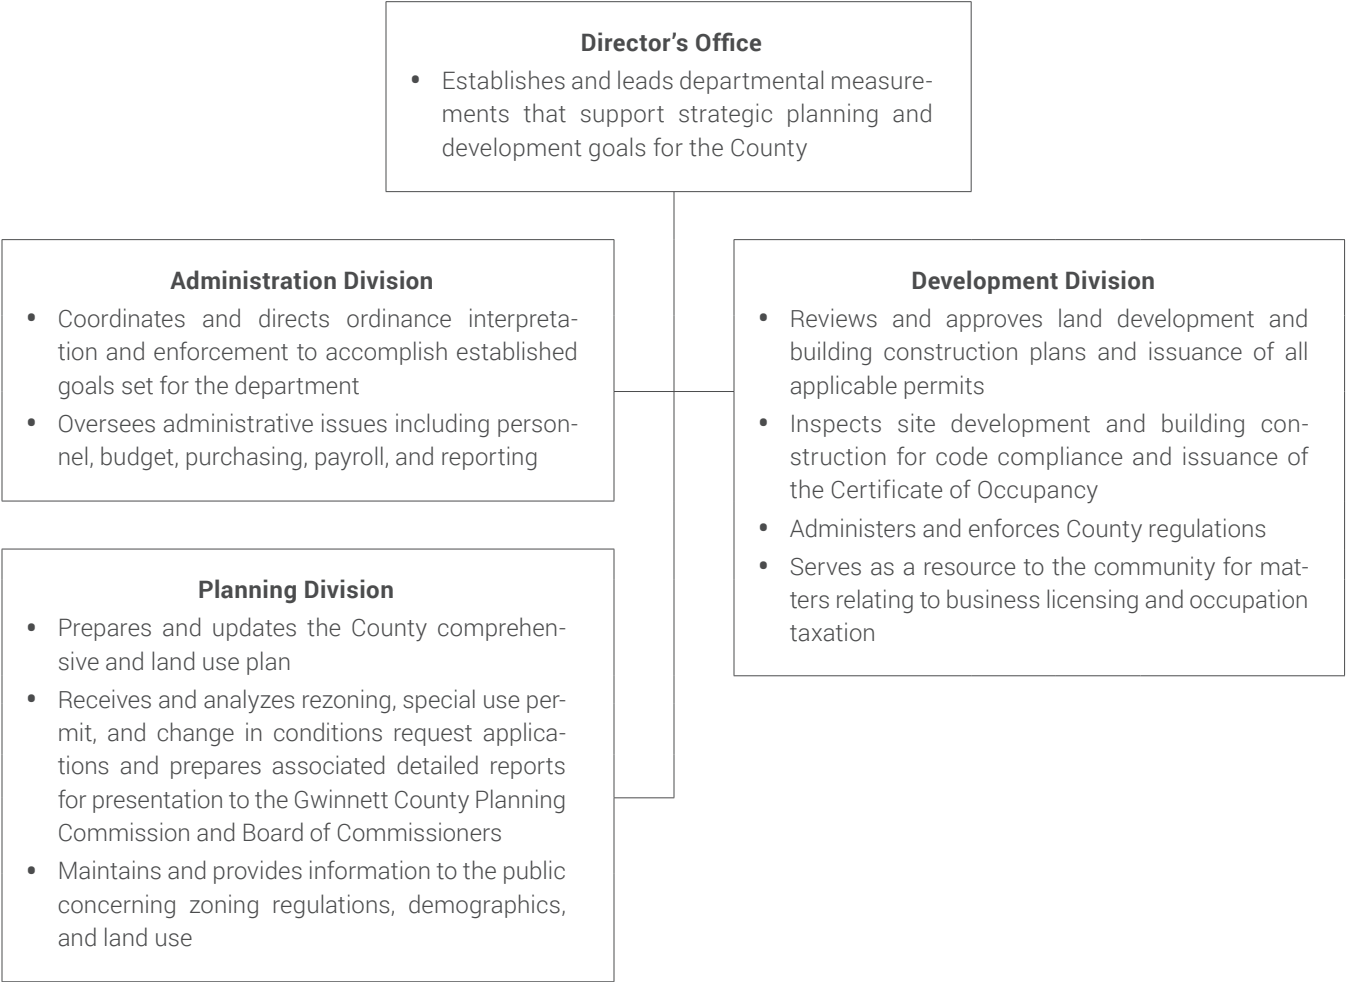 Director’s Office
• Establishes and leads departmental measure-
ments that support strategic planning and
development goals for the County
Administration Division
• Coordinates and directs ordinance interpreta-
tion and enforcement to accomplish established
goals set for the department
• Oversees administrative issues including person-
nel, budget, purchasing, payroll, and reporting
Development Division
• Reviews and approves land development and
building construction plans and issuance of all
applicable permits
• Inspects site development and building con-
struction for code compliance and issuance of
the Certificate of Occupancy
• Administers and enforces County regulations
• Serves as a resource to the community for mat-
ters relating to business licensing and occupation
taxation
Planning Division
• Prepares and updates the County comprehen-
sive and land use plan
• Receives and analyzes rezoning, special use per-
mit, and change in conditions request applica-
tions and prepares associated detailed reports
for presentation to the Gwinnett County Planning
Commission and Board of Commissioners
• Maintains and provides information to the public
concerning zoning regulations, demographics,
and land use